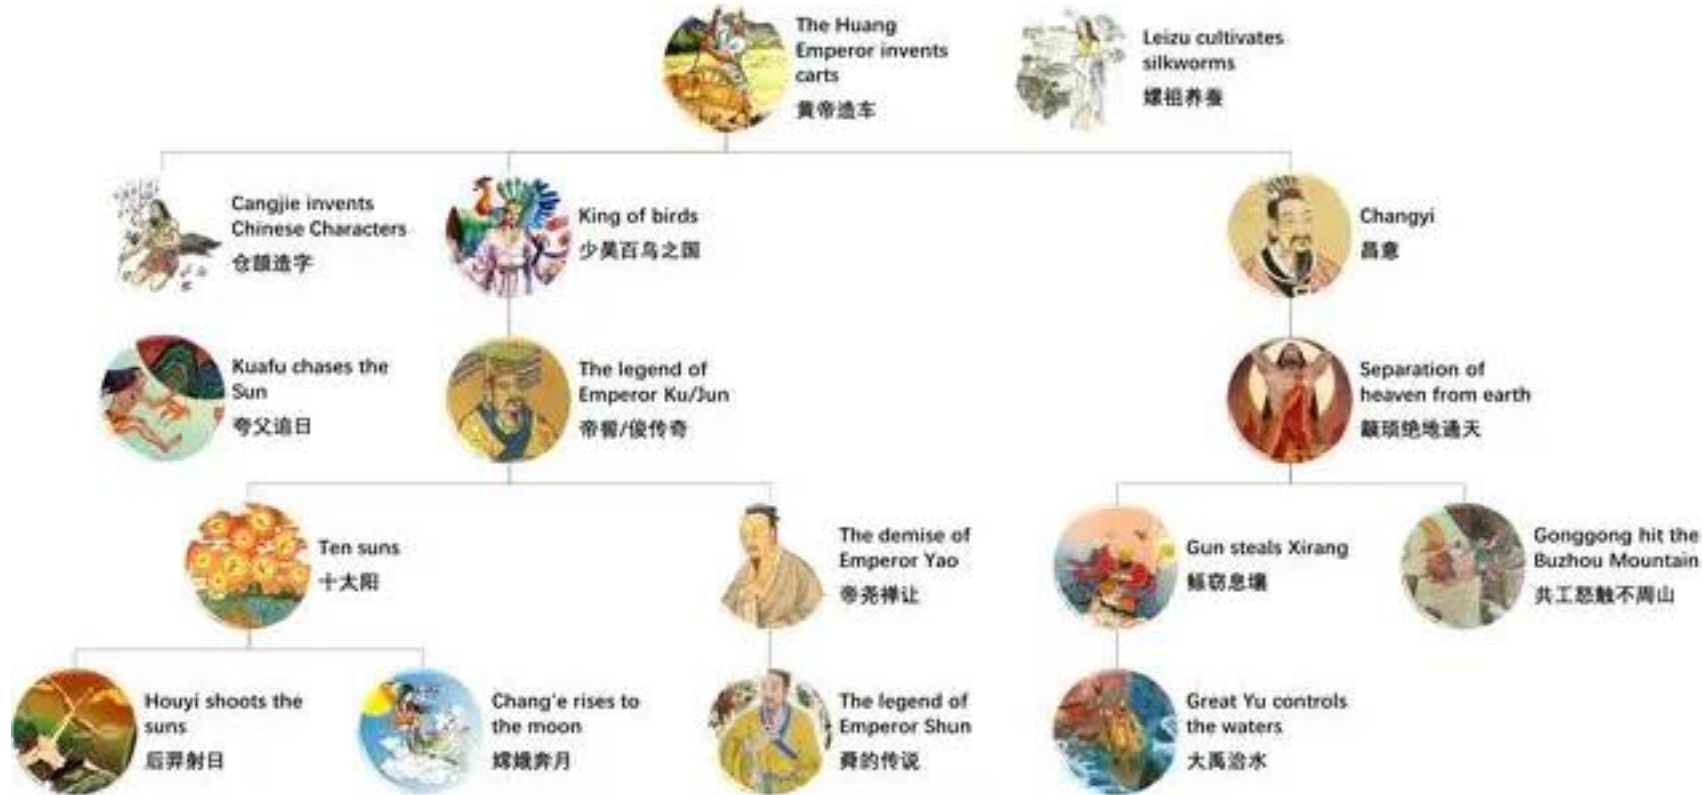 The Huang
Emperor invents
carts
黄帝造车
Leizu cultivates
silkworms
嫘祖养蚕
Cangjie invents
Chinese Characters
仓颉造字
King of birds
少昊百鸟之国
Changyi
昌意
Kuafu chases the
Sun
夸父追日
The legend of
Emperor Ku/Jun
帝喾/俊传奇
Separation of
heaven from earth
颛顼绝地通天
Ten suns
十太阳
The demise of
Emperor Yao
帝尧禅让
Gun steals Xirang
鲧窃息壤
Gonggong hit the
Buzhou Mountain
共工怒触不周山
Houyi shoots the
suns
后羿射日
Chang'e rises to
the moon
嫦娥奔月
The legend of
Emperor Shun
舜的传说
Great Yu controls
the waters
大禹治水